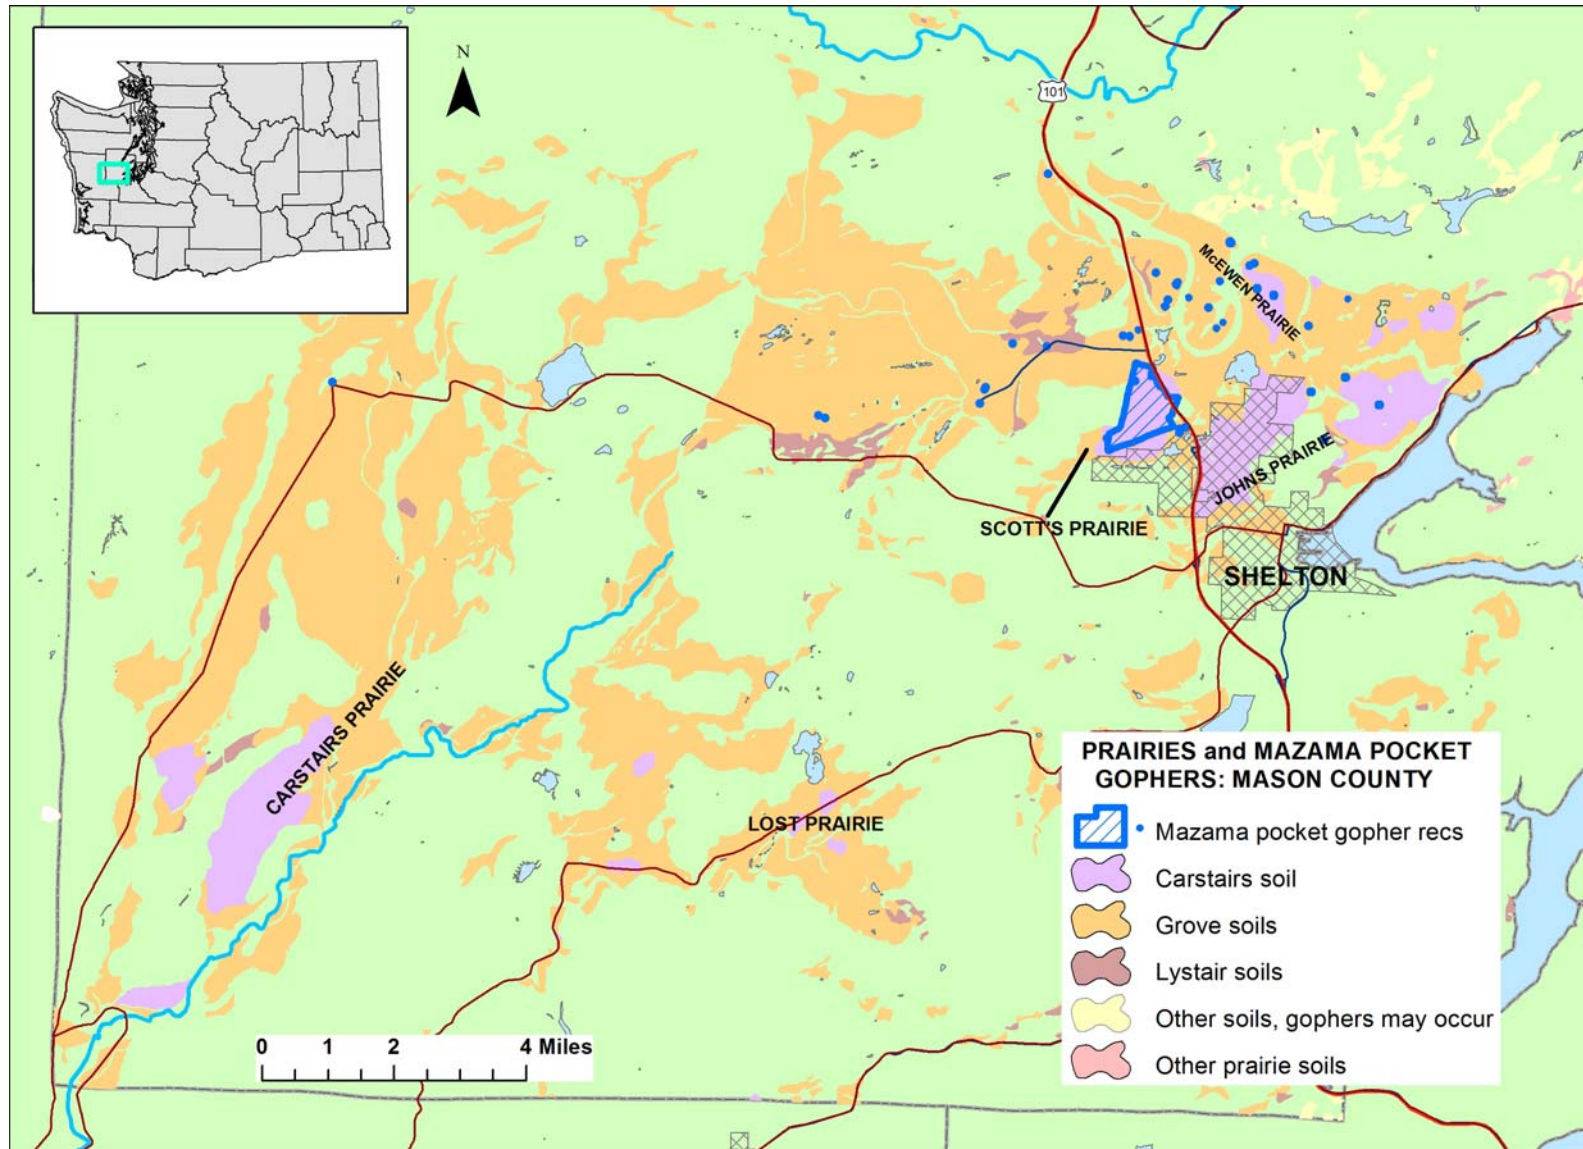 N
101
McEWEN PRAIRIE
JOHNS PRAIRIE
SCOTT'S PRAIRIE
SHELTON
CARSTAIRS PRAIRIE
LOST PRAIRIE
PRAIRIES and MAZAMA POCKET
GOPHERS: MASON COUNTY
Mazama pocket gopher recs
Carstairs soil
Grove soils
Lystair soils
Other soils, gophers may occur
Other prairie soils
0 1 2 4 Miles